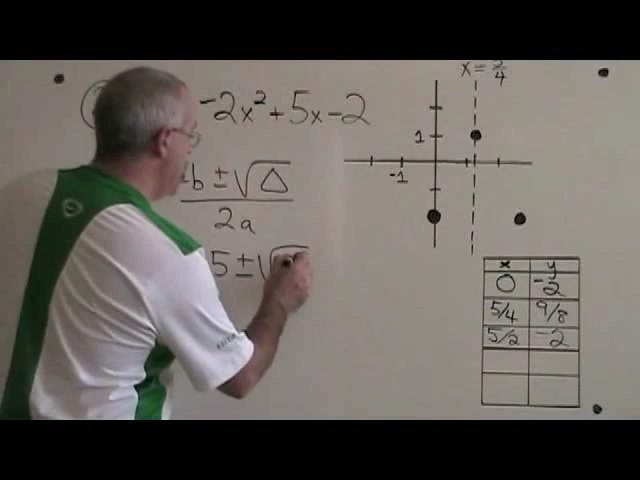 -2x² + 5x - 2
-b ± √Δ
2a
5 ± √
x = 5/4
1
-1
x y
0 -2
5/4 9/8
5/2 -2